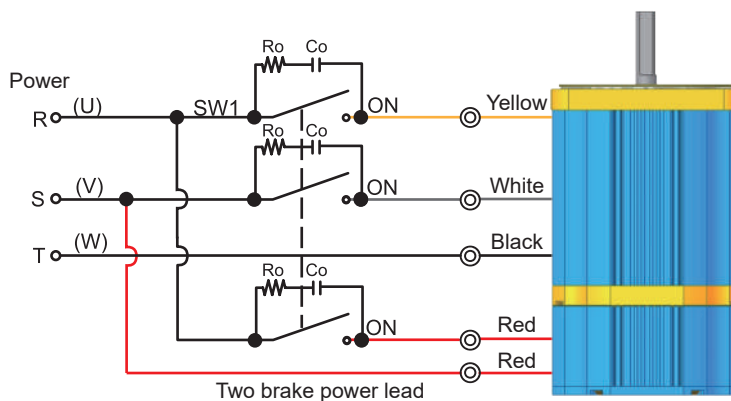 Ro Co
Power
R (U) SW1 ON Yellow
Ro Co
S (V) ON White
T (W) Black
Ro Co
ON Red
Red
Two brake power lead